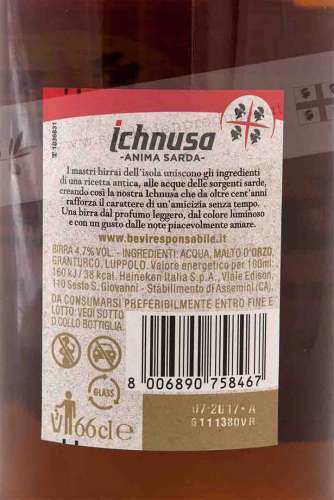 ichnusa
-ANIMA SARDA-
I mastri birrai dell'isola uniscono gli ingredienti
di una ricetta antica, alle acque delle sorgenti sarde,
creando così la nostra Ichnusa che da oltre cent'anni
rafforza il carattere di un'amicizia senza tempo.
Una birra dal profumo leggero, dal colore luminoso
e con un gusto dalle note piacevolmente amare.
www.beviresponsabile.it
BIRRA 4,7% VOL. - INGREDIENTI: ACQUA, MALTO D'ORZO,
GRANTURCO, LUPPOLO. Valore energetico per 100ml:
160 kJ/ 38 kcal. Heineken Italia S.p.A., Viale Edison,
110 Sesto S. Giovanni - Stabilimento di Assemini (CA).
DA CONSUMARSI PREFERIBILMENTE ENTRO FINE E
LOTTO: VEDI SOTTO
O COLLO BOTTIGLIA.
GLASS
66cl e
8 006890 758467
07-2017-A